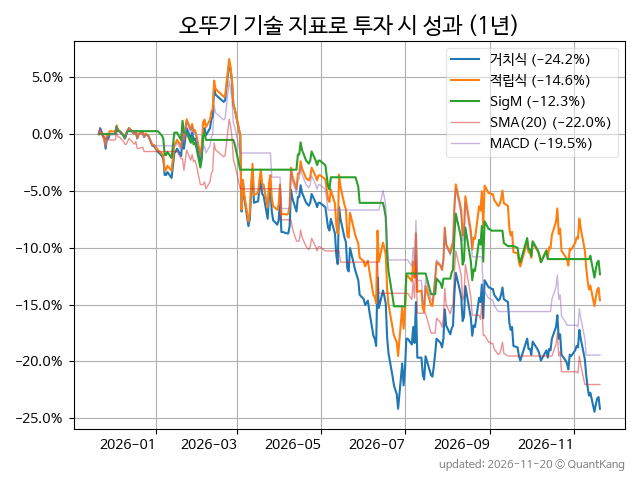 오뚜기 기술 지표로 투자 시 성과 (1년)
거치식 (−24.2%)
적립식 (−14.6%)
SigM (−12.3%)
SMA(20) (−22.0%)
MACD (−19.5%)
5.0%
0.0%
−5.0%
−10.0%
−15.0%
−20.0%
−25.0%
2026−01 2026−03 2026−05 2026−07 2026−09 2026−11
updated: 2026−11−20 © QuantKang